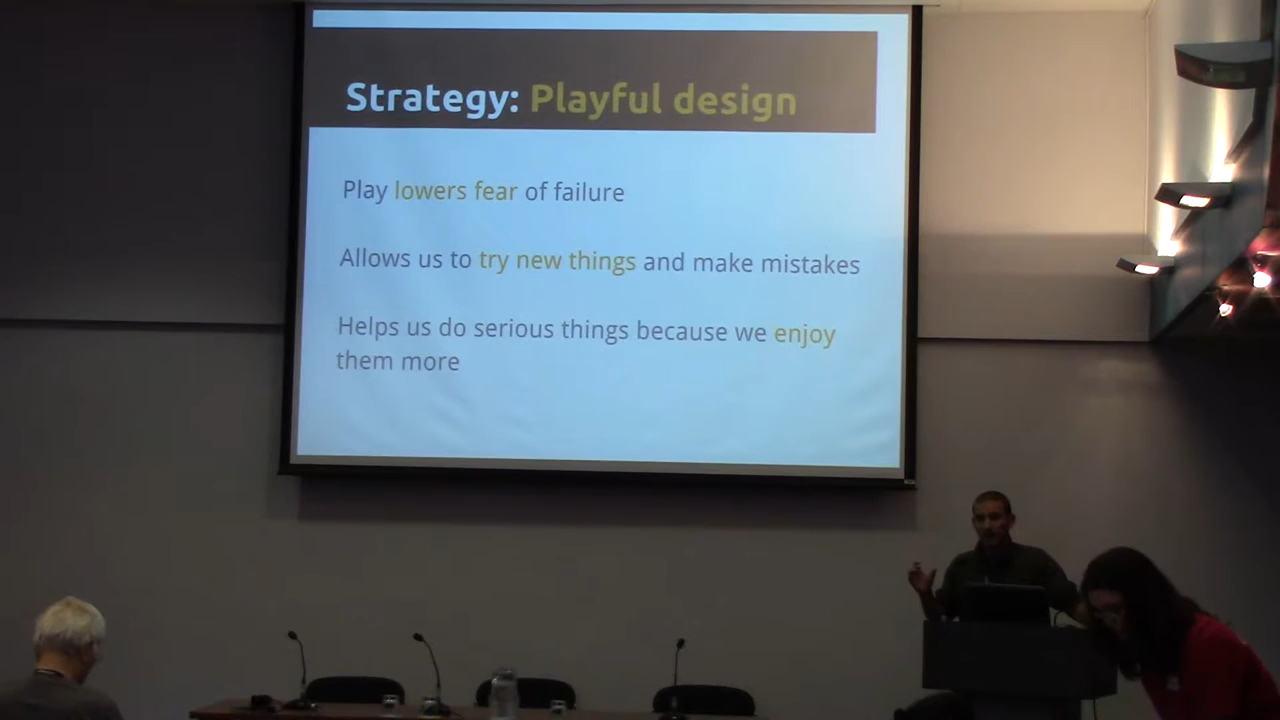 Strategy: Playful design
Play lowers fear of failure
Allows us to try new things and make mistakes
Helps us do serious things because we enjoy
them more